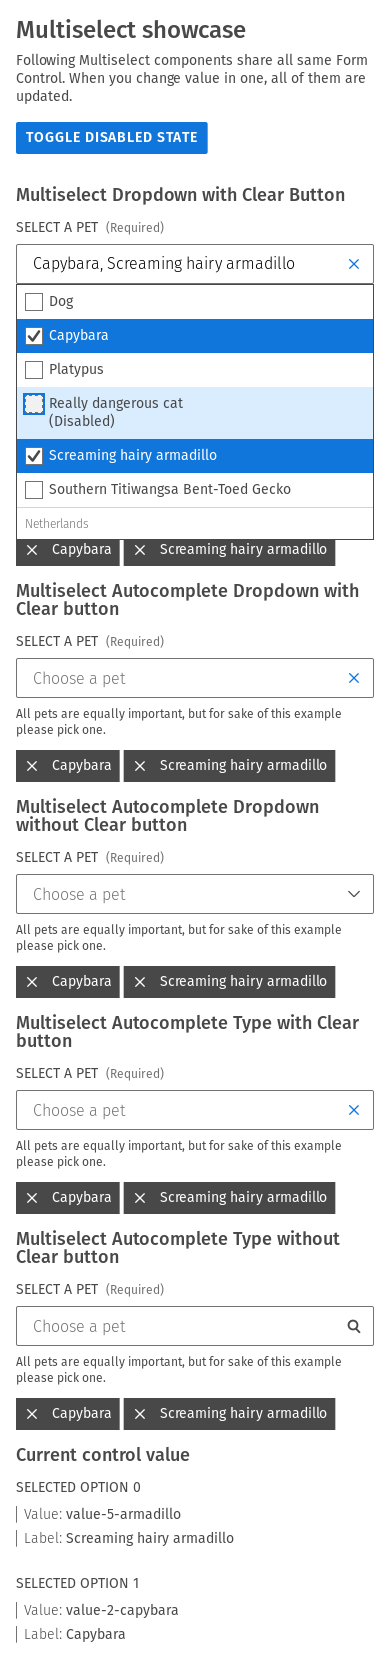 Multiselect showcase
Following Multiselect components share all same Form
Control. When you change value in one, all of them are
updated.
TOGGLE DISABLED STATE
Multiselect Dropdown with Clear Button
SELECT A PET (Required)
Capybara, Screaming hairy armadillo
Dog
Capybara
Platypus
Really dangerous cat
(Disabled)
Screaming hairy armadillo
Southern Titiwangsa Bent-Toed Gecko
Netherlands
Capybara Screaming hairy armadillo
Multiselect Autocomplete Dropdown with
Clear button
SELECT A PET (Required)
Choose a pet
All pets are equally important, but for sake of this example
please pick one.
Capybara Screaming hairy armadillo
Multiselect Autocomplete Dropdown
without Clear button
SELECT A PET (Required)
Choose a pet
All pets are equally important, but for sake of this example
please pick one.
Capybara Screaming hairy armadillo
Multiselect Autocomplete Type with Clear
button
SELECT A PET (Required)
Choose a pet
All pets are equally important, but for sake of this example
please pick one.
Capybara Screaming hairy armadillo
Multiselect Autocomplete Type without
Clear button
SELECT A PET (Required)
Choose a pet
All pets are equally important, but for sake of this example
please pick one.
Capybara Screaming hairy armadillo
Current control value
SELECTED OPTION 0
Value: value-5-armadillo
Label: Screaming hairy armadillo
SELECTED OPTION 1
Value: value-2-capybara
Label: Capybara